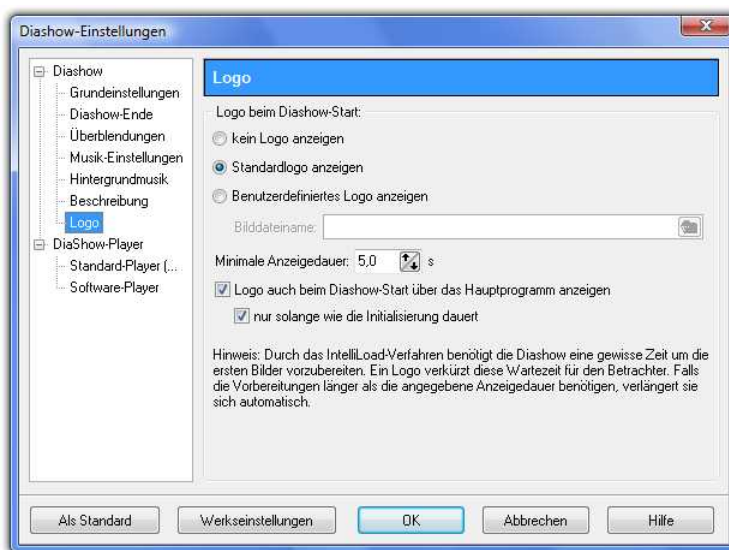 Diashow-Einstellungen
Diashow
Grundeinstellungen
Diashow-Ende
Überblendungen
Musik-Einstellungen
Hintergrundmusik
Beschreibung
Logo
DiaShow-Player
Standard-Player (...
Software-Player
Logo
Logo beim Diashow-Start:
kein Logo anzeigen
Standardlogo anzeigen
Benutzerdefiniertes Logo anzeigen
Bilddateiname:
Minimale Anzeigedauer: 5,0 s
Logo auch beim Diashow-Start über das Hauptprogramm anzeigen
nur solange wie die Initialisierung dauert
Hinweis: Durch das IntelliLoad-Verfahren benötigt die Diashow eine gewisse Zeit um die
ersten Bilder vorzubereiten. Ein Logo verkürzt diese Wartezeit für den Betrachter. Falls
die Vorbereitungen länger als die angegebene Anzeigedauer benötigen, verlängert sie
sich automatisch.
Als Standard Werkseinstellungen OK Abbrechen Hilfe